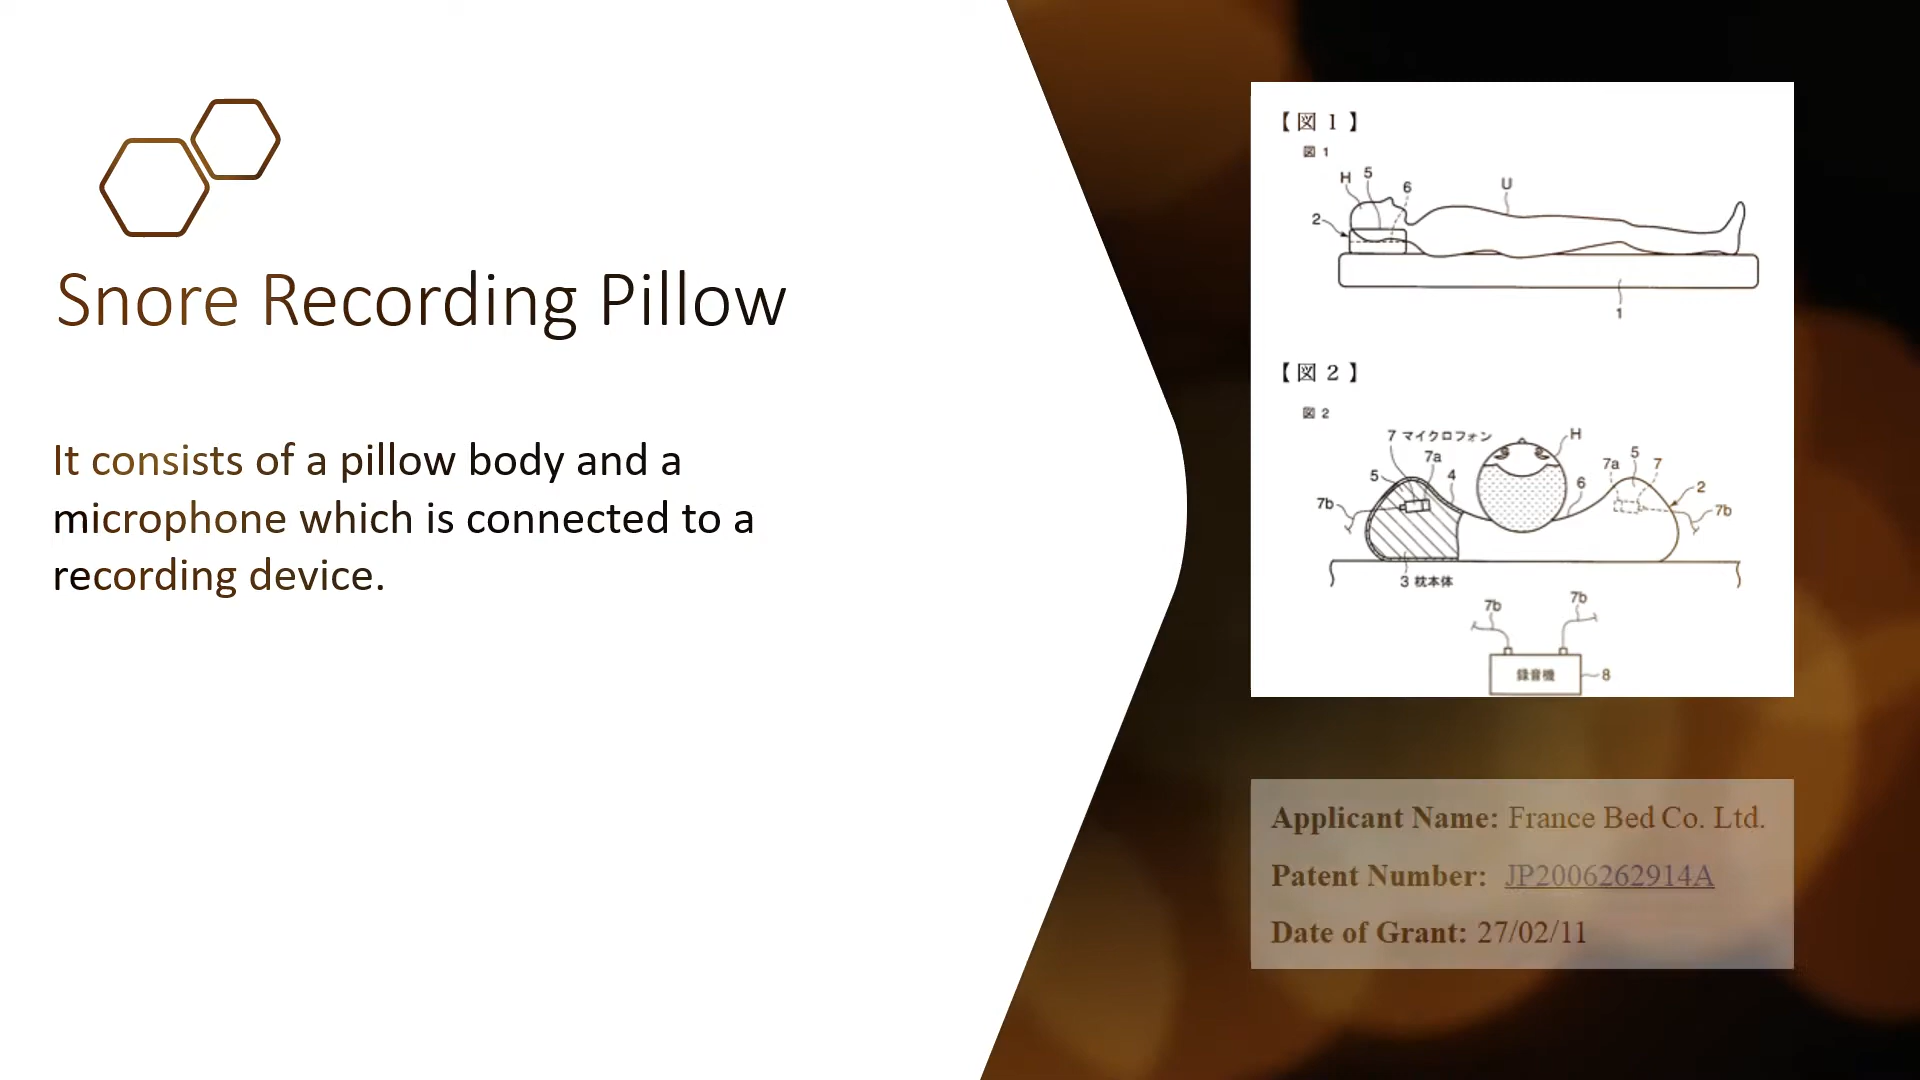 Snore Recording Pillow
It consists of a pillow body and a
microphone which is connected to a
recording device.
【図1】
図1
H 5 6 U
2
1
【図2】
図2
7 マイクロフォン H
7a 7a 5 7
5 4 6 2
7b 7b
3 枕本体
7b 7b
録音機 8
Applicant Name: France Bed Co. Ltd.
Patent Number: JP2006262914A
Date of Grant: 27/02/11